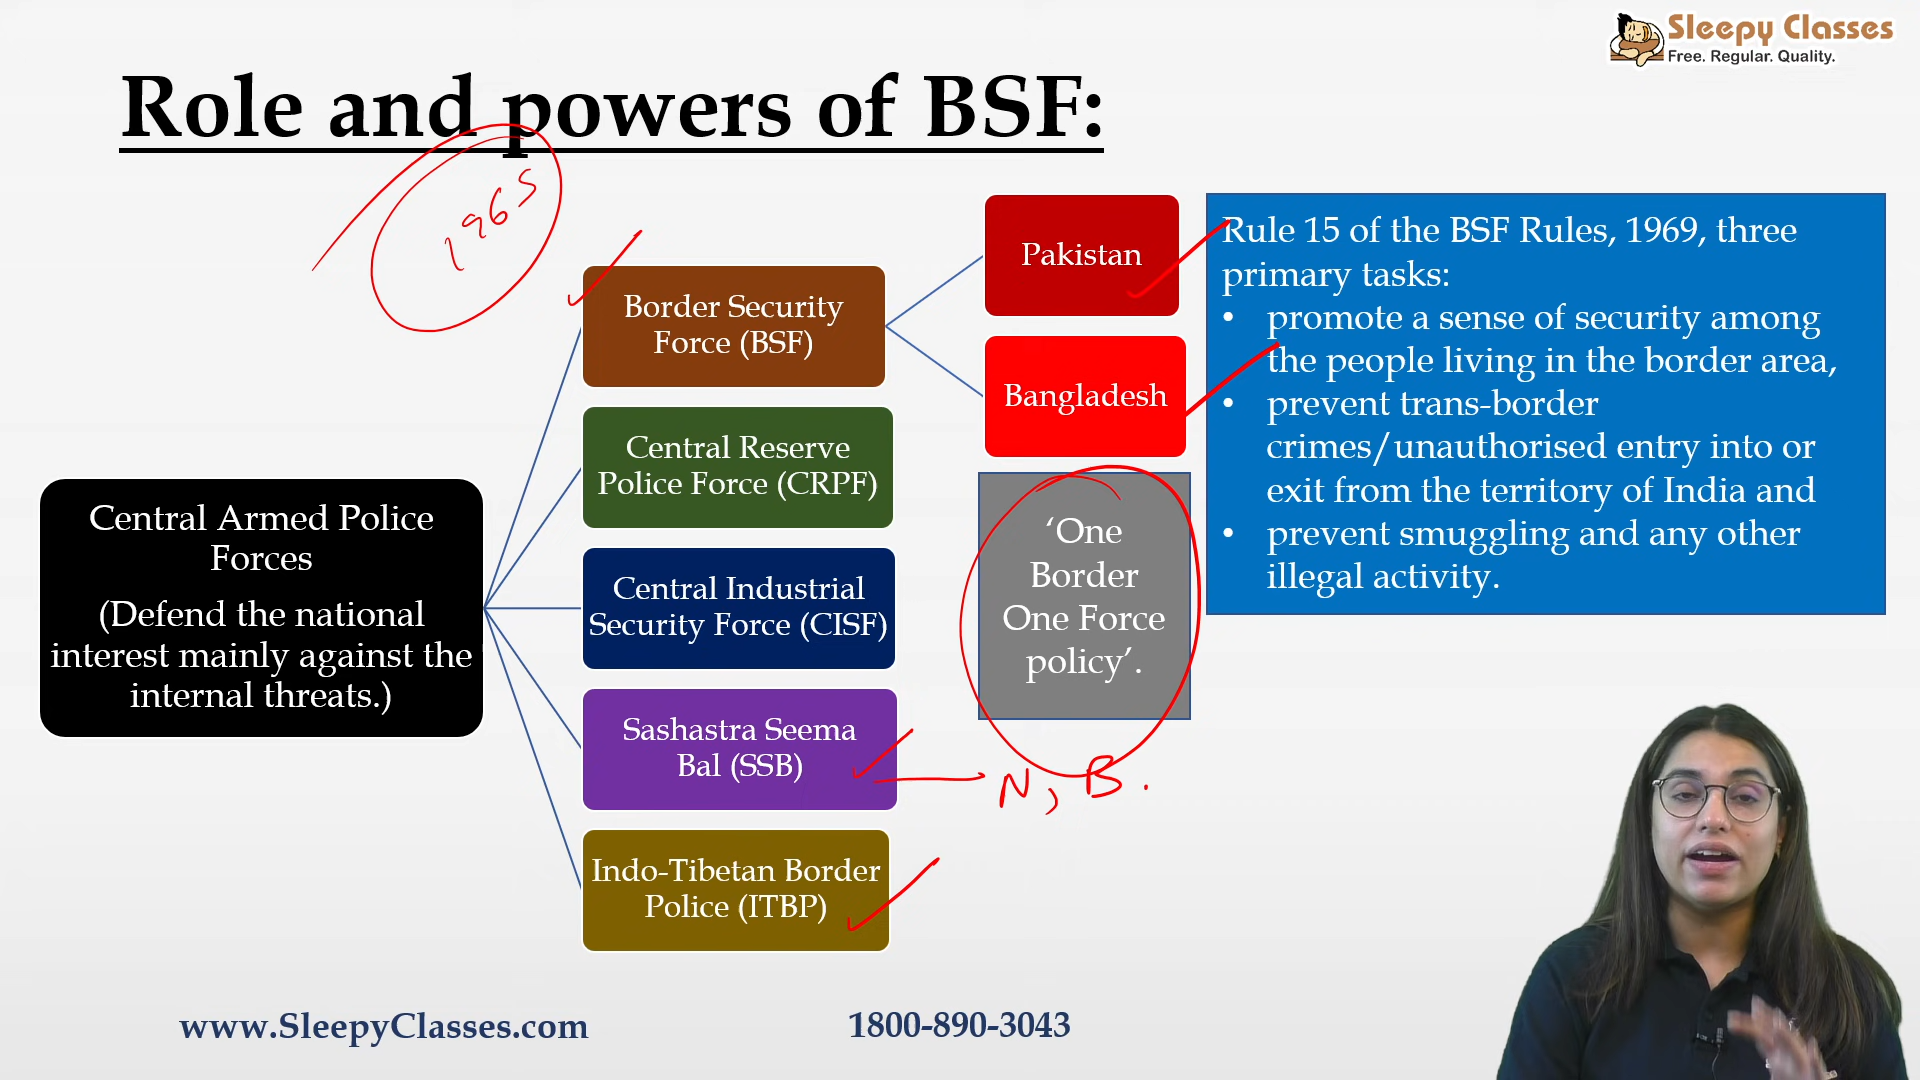 Sleepy Classes
Free. Regular. Quality.
Role and powers of BSF:
1965
Central Armed Police
Forces
(Defend the national
interest mainly against the
internal threats.)
Border Security
Force (BSF)
Central Reserve
Police Force (CRPF)
Central Industrial
Security Force (CISF)
Sashastra Seema
Bal (SSB)
Indo-Tibetan Border
Police (ITBP)
Pakistan
Bangladesh
‘One
Border
One Force
policy’.
N, B.
Rule 15 of the BSF Rules, 1969, three
primary tasks:
• promote a sense of security among
the people living in the border area,
• prevent trans-border
crimes/unauthorised entry into or
exit from the territory of India and
• prevent smuggling and any other
illegal activity.
www.SleepyClasses.com
1800-890-3043